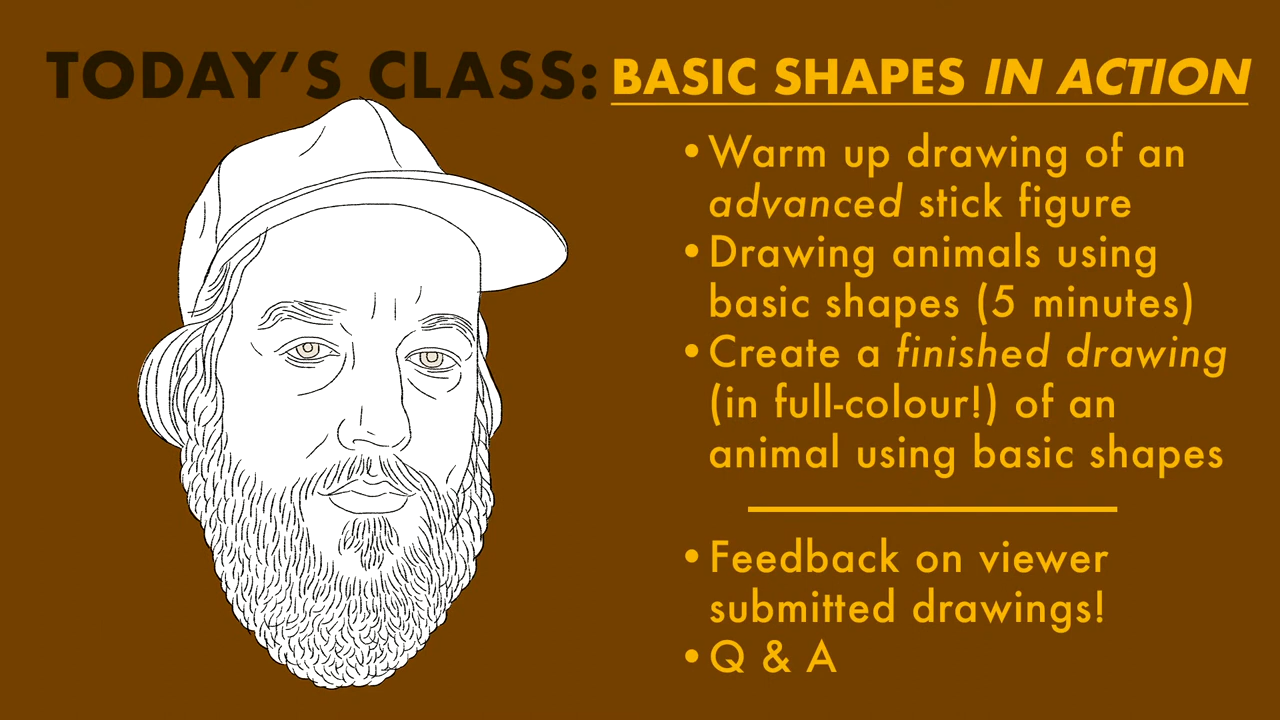 TODAY'S CLASS: BASIC SHAPES IN ACTION
• Warm up drawing of an
advanced stick figure
• Drawing animals using
basic shapes (5 minutes)
• Create a finished drawing
(in full-colour!) of an
animal using basic shapes
• Feedback on viewer
submitted drawings!
• Q & A